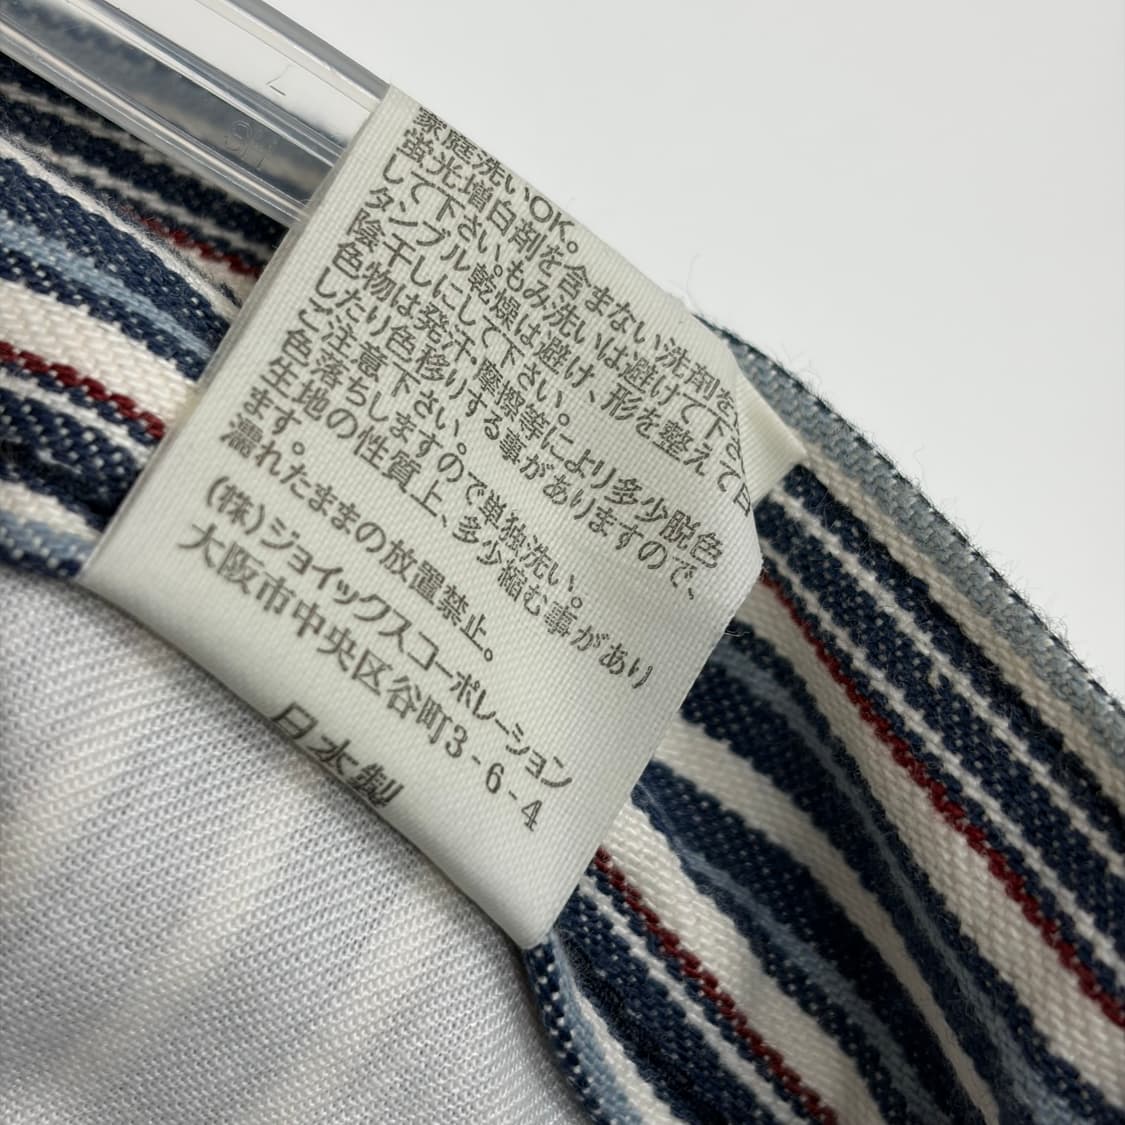 家庭洗いOK。
蛍光増白剤を含まない洗剤を
して下さい。もみ洗いは避けて下さ
タンブル乾燥は避け、形を整えて日
陰干しにして下さい。
色物は発汗・摩擦等により多少脱色
したり色移りする事がありますので、
ご注意下さい。
色落ちしますので単独洗い。
生地の性質上、多少縮む事があり
ます。
濡れたままの放置禁止。
(株)ジョイックスコーポレーション
大阪市中央区谷町3-6-4
日本製